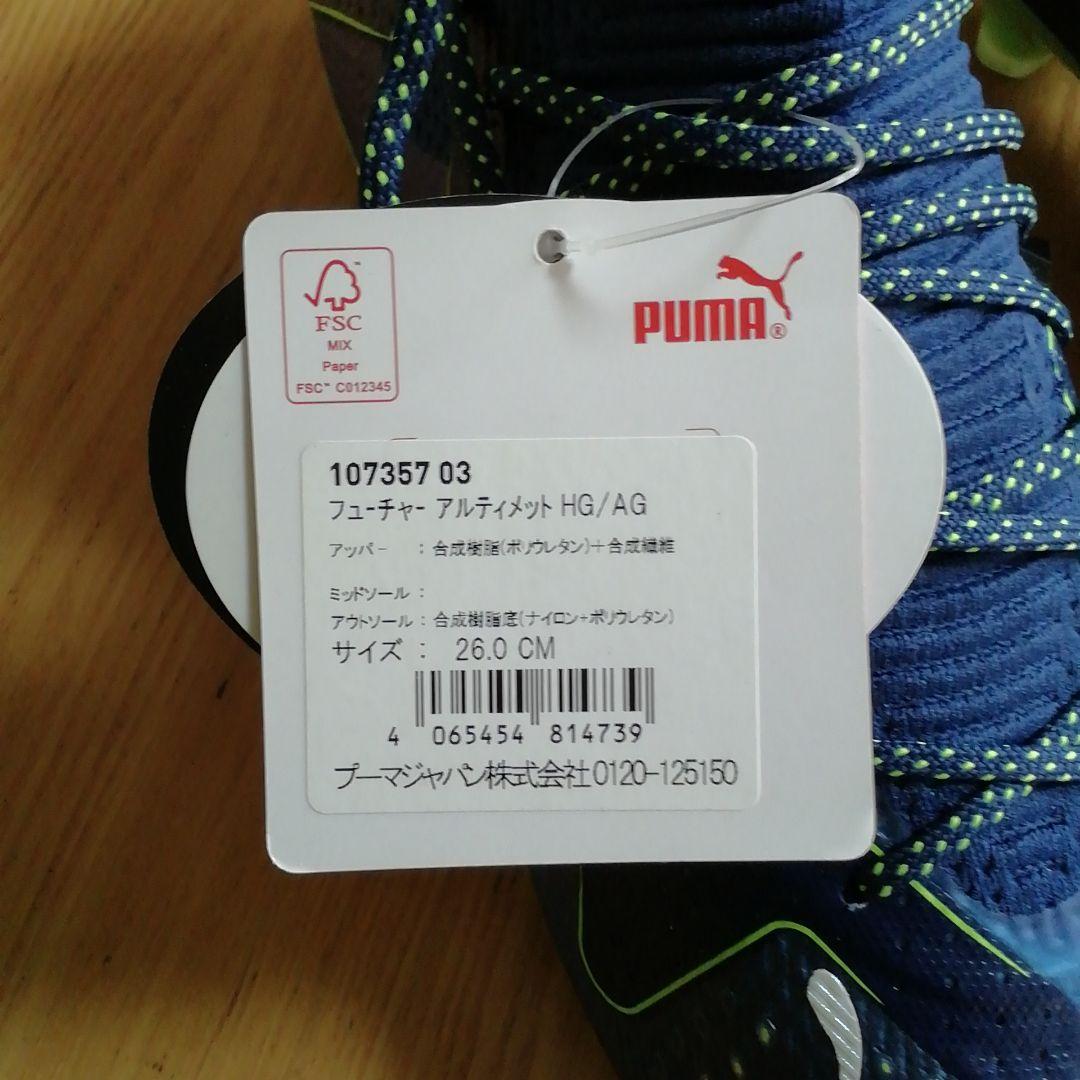 FSC™
MIX
Paper
FSC™ C012345
PUMA®
107357 03
フューチャー アルティメット HG/AG
アッパー : 合成樹脂(ポリウレタン)+合成繊維
ミッドソール :
アウトソール : 合成樹脂底(ナイロン+ポリウレタン)
サイズ : 26.0 CM
4 065454 814739
プーマジャパン株式会社0120-125150